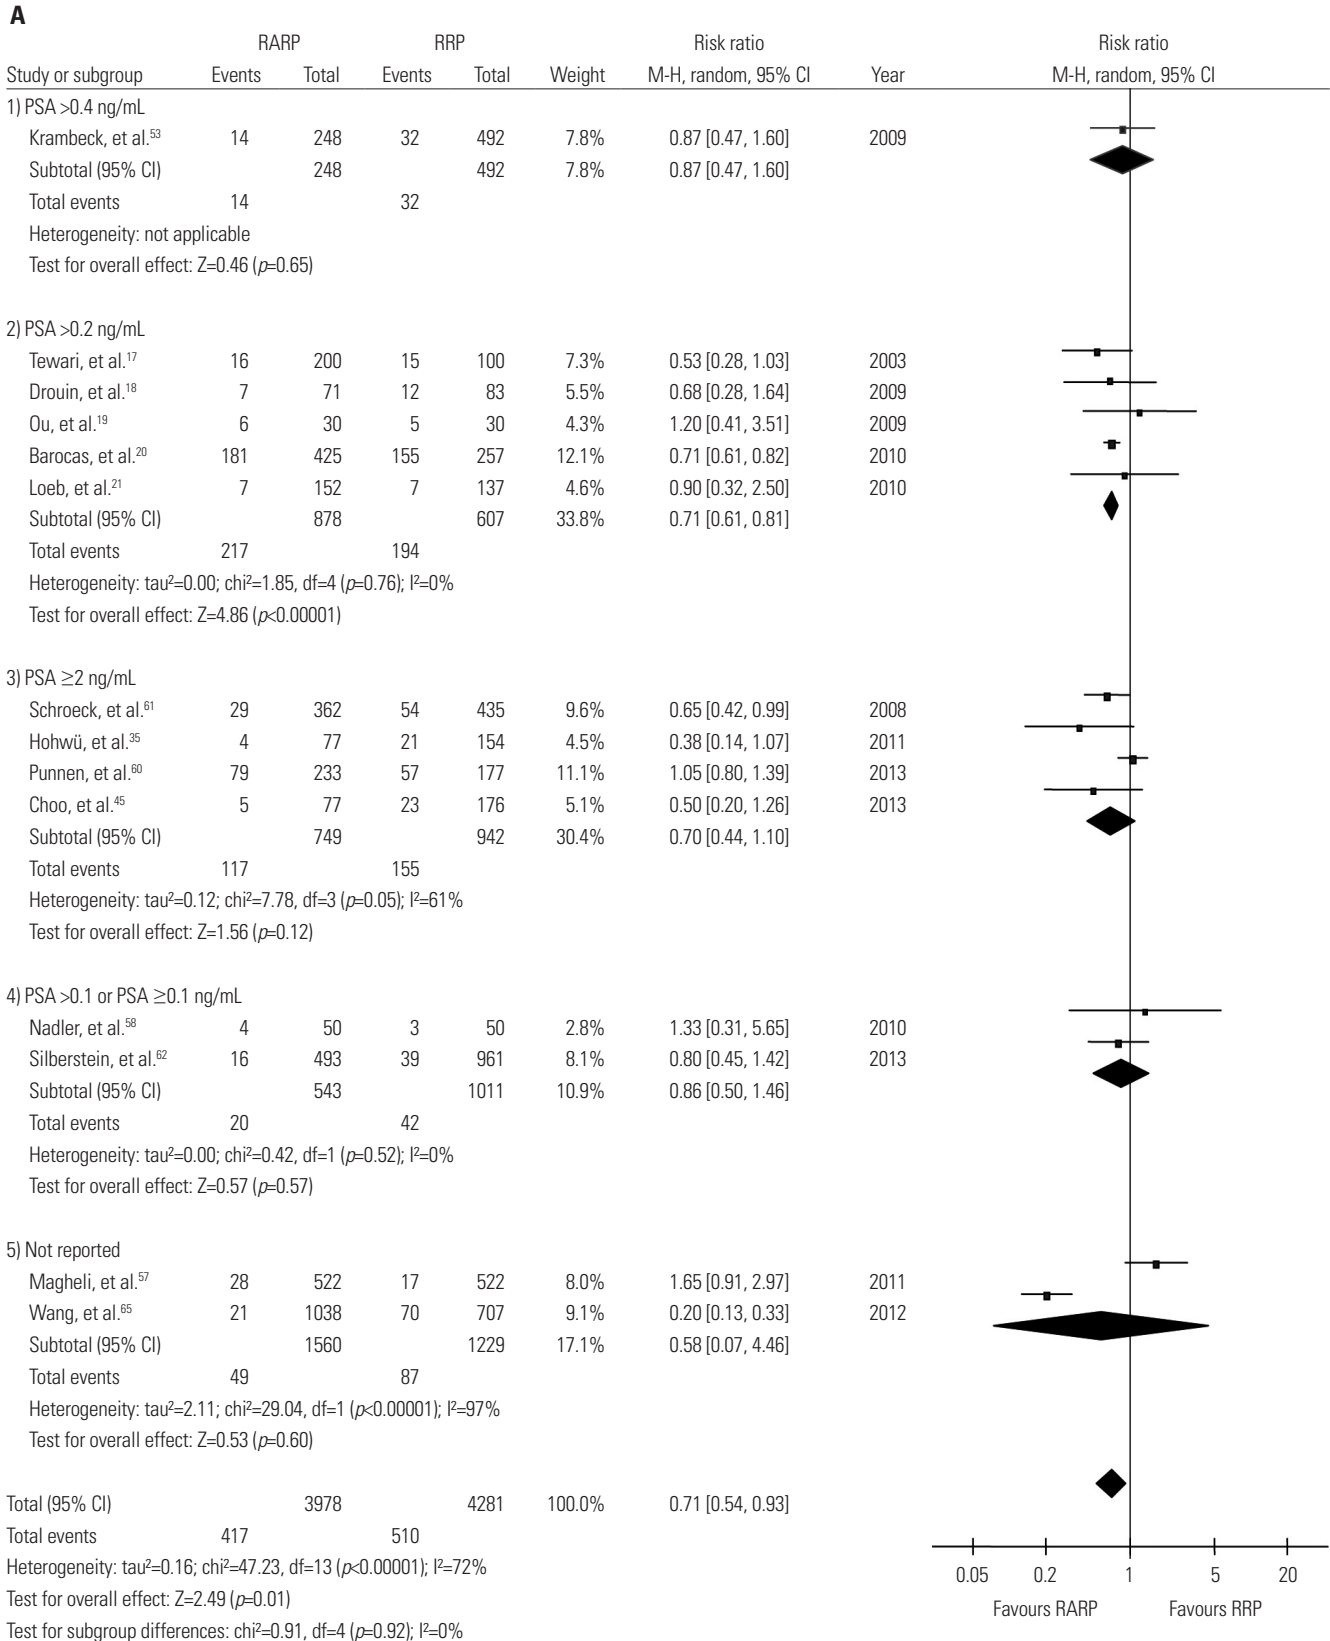 A
RARP RRP Risk ratio Risk ratio
Study or subgroup Events Total Events Total Weight M-H, random, 95% CI Year M-H, random, 95% CI
1) PSA >0.4 ng/mL
Krambeck, et al.53 14 248 32 492 7.8% 0.87 [0.47, 1.60] 2009
Subtotal (95% CI) 248 492 7.8% 0.87 [0.47, 1.60]
Total events 14 32
Heterogeneity: not applicable
Test for overall effect: Z=0.46 (p=0.65)
2) PSA >0.2 ng/mL
Tewari, et al.17 16 200 15 100 7.3% 0.53 [0.28, 1.03] 2003
Drouin, et al.18 7 71 12 83 5.5% 0.68 [0.28, 1.64] 2009
Ou, et al.19 6 30 5 30 4.3% 1.20 [0.41, 3.51] 2009
Barocas, et al.20 181 425 155 257 12.1% 0.71 [0.61, 0.82] 2010
Loeb, et al.21 7 152 7 137 4.6% 0.90 [0.32, 2.50] 2010
Subtotal (95% CI) 878 607 33.8% 0.71 [0.61, 0.81]
Total events 217 194
Heterogeneity: tau²=0.00; chi²=1.85, df=4 (p=0.76); I²=0%
Test for overall effect: Z=4.86 (p<0.00001)
3) PSA ≥2 ng/mL
Schroeck, et al.61 29 362 54 435 9.6% 0.65 [0.42, 0.99] 2008
Hohwü, et al.35 4 77 21 154 4.5% 0.38 [0.14, 1.07] 2011
Punnen, et al.60 79 233 57 177 11.1% 1.05 [0.80, 1.39] 2013
Choo, et al.45 5 77 23 176 5.1% 0.50 [0.20, 1.26] 2013
Subtotal (95% CI) 749 942 30.4% 0.70 [0.44, 1.10]
Total events 117 155
Heterogeneity: tau²=0.12; chi²=7.78, df=3 (p=0.05); I²=61%
Test for overall effect: Z=1.56 (p=0.12)
4) PSA >0.1 or PSA ≥0.1 ng/mL
Nadler, et al.58 4 50 3 50 2.8% 1.33 [0.31, 5.65] 2010
Silberstein, et al.62 16 493 39 961 8.1% 0.80 [0.45, 1.42] 2013
Subtotal (95% CI) 543 1011 10.9% 0.86 [0.50, 1.46]
Total events 20 42
Heterogeneity: tau²=0.00; chi²=0.42, df=1 (p=0.52); I²=0%
Test for overall effect: Z=0.57 (p=0.57)
5) Not reported
Magheli, et al.57 28 522 17 522 8.0% 1.65 [0.91, 2.97] 2011
Wang, et al.65 21 1038 70 707 9.1% 0.20 [0.13, 0.33] 2012
Subtotal (95% CI) 1560 1229 17.1% 0.58 [0.07, 4.46]
Total events 49 87
Heterogeneity: tau²=2.11; chi²=29.04, df=1 (p<0.00001); I²=97%
Test for overall effect: Z=0.53 (p=0.60)
Total (95% CI) 3978 4281 100.0% 0.71 [0.54, 0.93]
Total events 417 510
Heterogeneity: tau²=0.16; chi²=47.23, df=13 (p<0.00001); I²=72%
Test for overall effect: Z=2.49 (p=0.01)
Test for subgroup differences: chi²=0.91, df=4 (p=0.92); I²=0%
0.05 0.2 1 5 20
Favours RARP Favours RRP